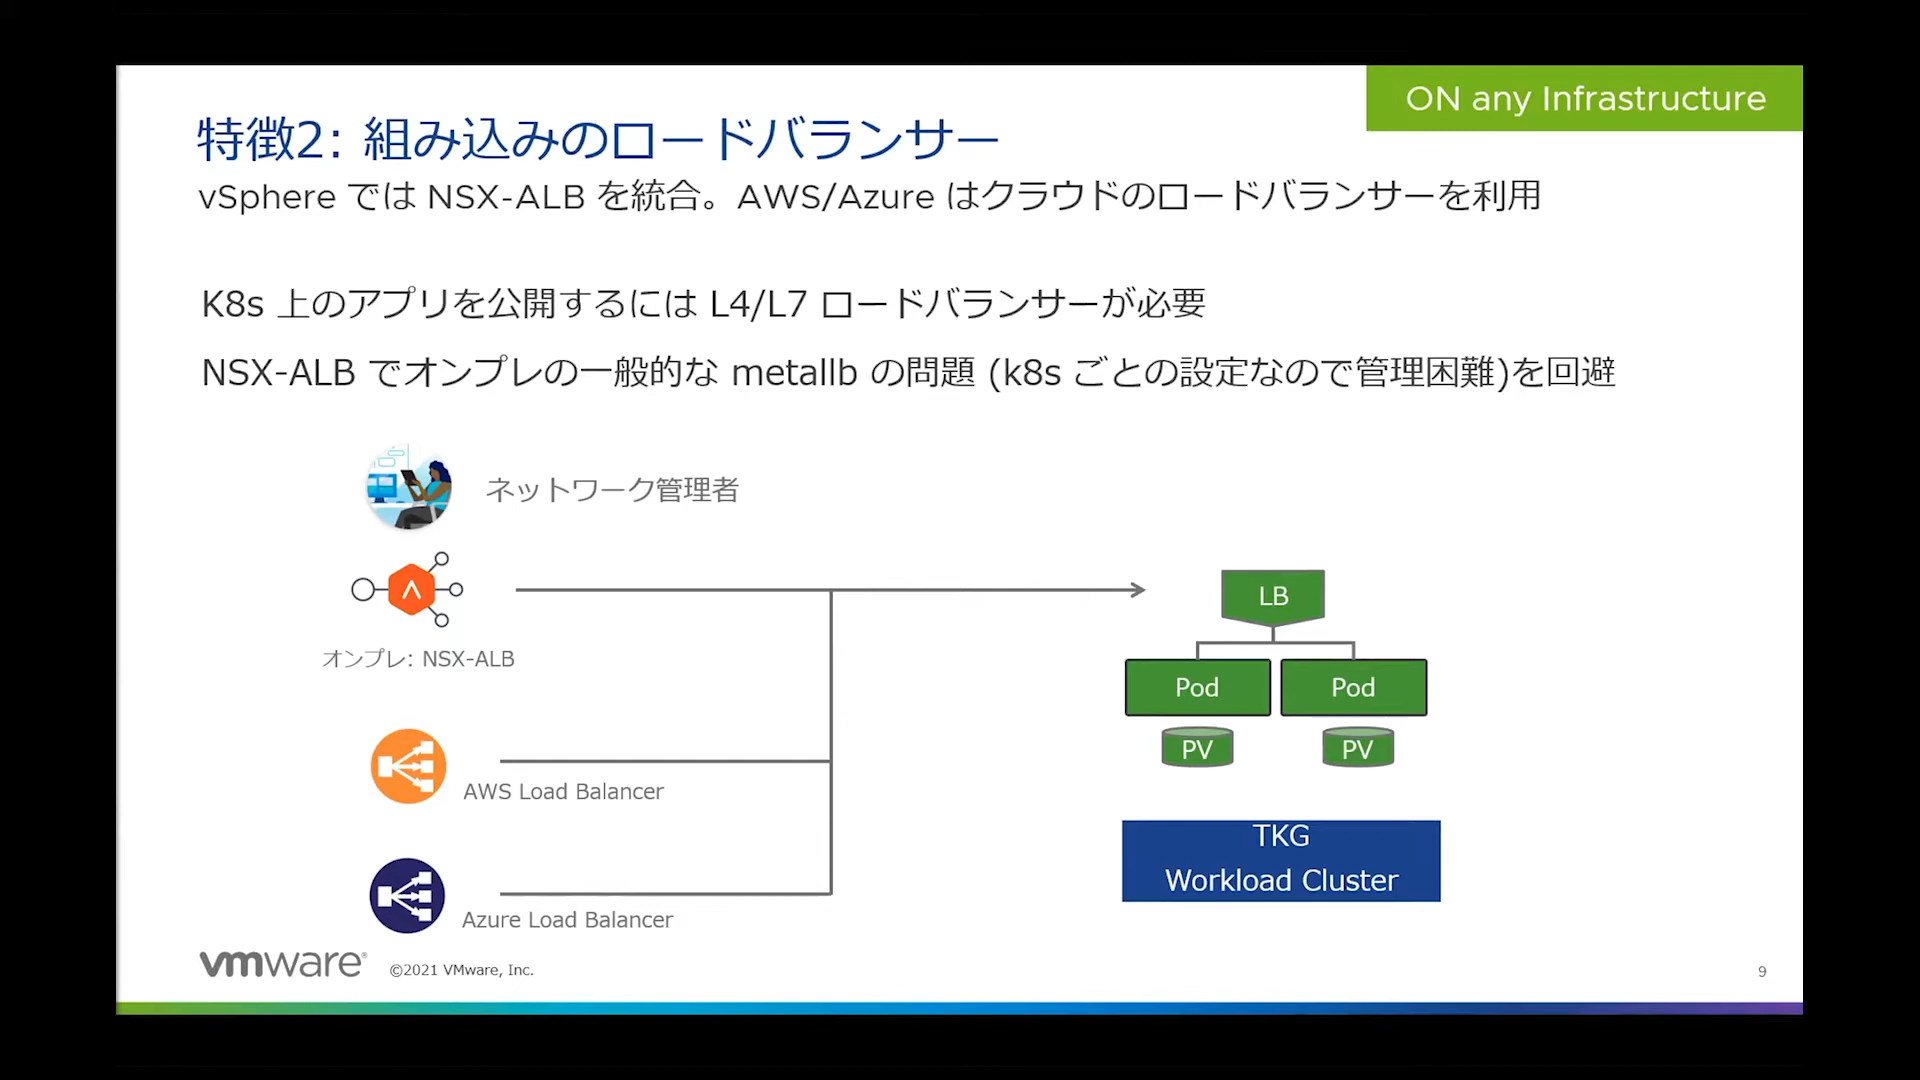 ON any Infrastructure
特徴2: 組み込みのロードバランサー
vSphere では NSX-ALB を統合。AWS/Azure はクラウドのロードバランサーを利用
K8s 上のアプリを公開するには L4/L7 ロードバランサーが必要
NSX-ALB でオンプレの一般的な metallb の問題 (k8s ごとの設定なので管理困難)を回避
ネットワーク管理者
オンプレ: NSX-ALB
AWS Load Balancer
Azure Load Balancer
LB
Pod Pod
PV PV
TKG
Workload Cluster
vmware® ©2021 VMware, Inc.
9